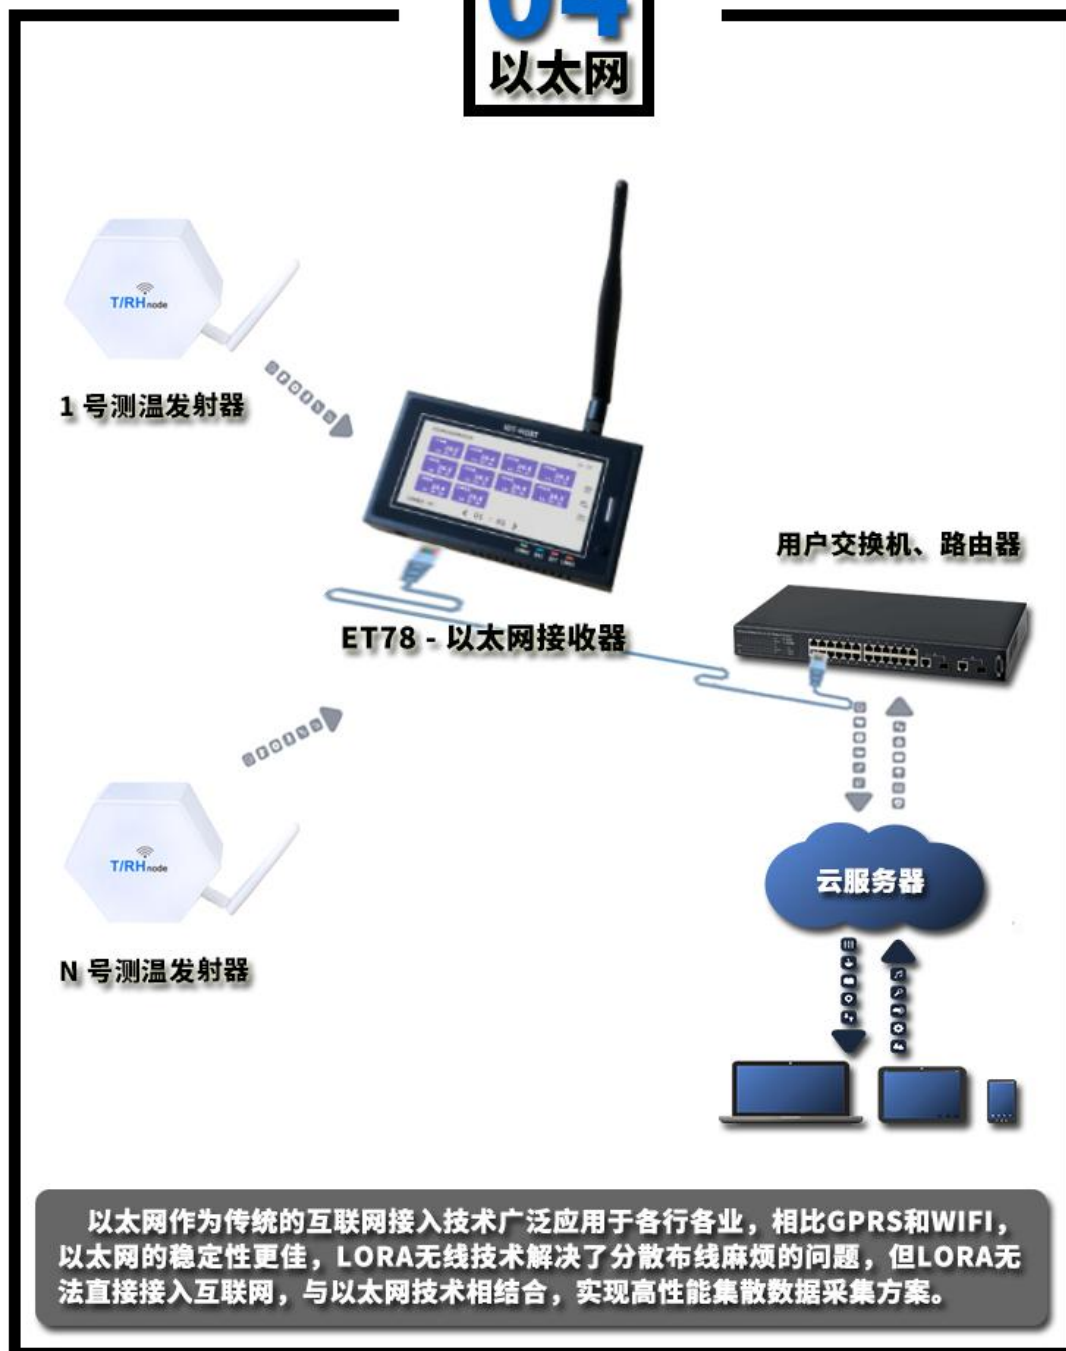 04
以太网
T/RH node
1 号测温发射器
用户交换机、路由器
ET78 - 以太网接收器
云服务器
T/RH node
N 号测温发射器
以太网作为传统的互联网接入技术广泛应用于各行各业，相比GPRS和WIFI，
以太网的稳定性更佳，LORA无线技术解决了分散布线麻烦的问题，但LORA无
法直接接入互联网，与以太网技术相结合，实现高性能集散数据采集方案。